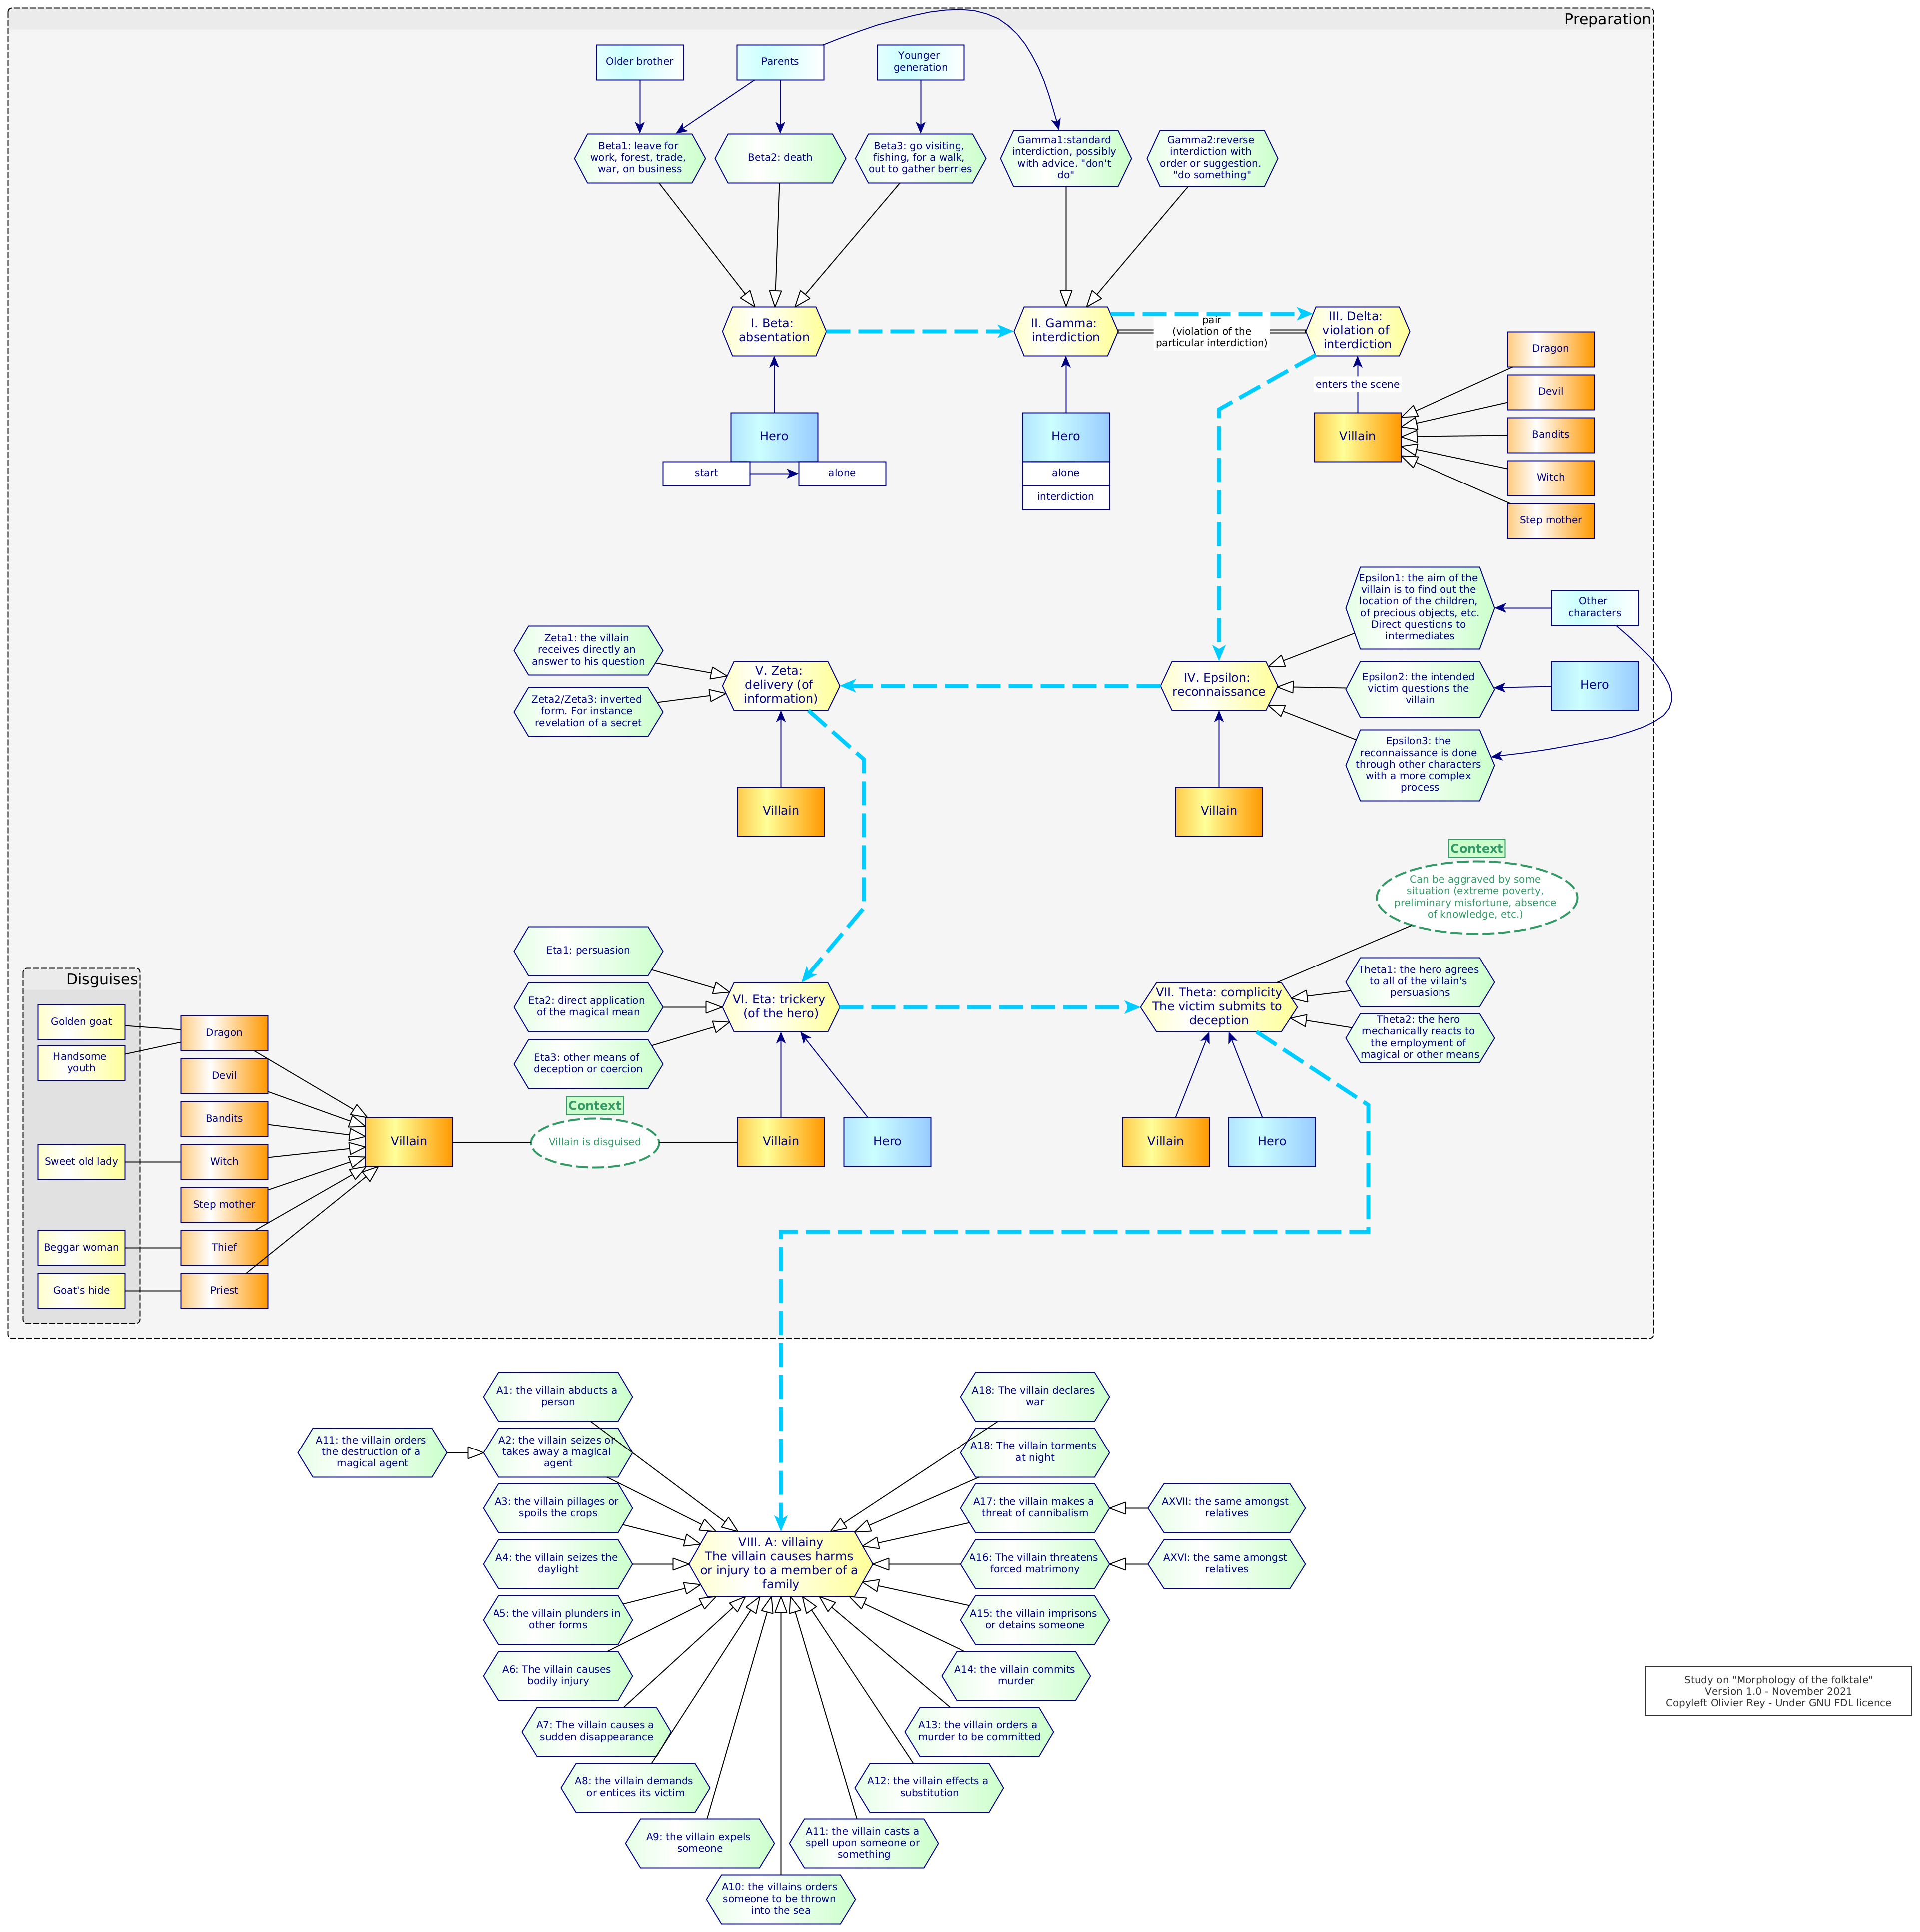 Preparation
Older brother
Parents
Younger
generation
Beta1: leave for
work, forest, trade,
war, on business
Beta2: death
Beta3: go visiting,
fishing, for a walk,
out to gather berries
Gamma1:standard
interdiction, possibly
with advice. "don't
do"
Gamma2:reverse
interdiction with
order or suggestion.
"do something"
I. Beta:
absentation
II. Gamma:
interdiction
pair
(violation of the
particular interdiction)
III. Delta:
violation of
interdiction
enters the scene
Hero
start
alone
Hero
alone
interdiction
Villain
Dragon
Devil
Bandits
Witch
Step mother
Zeta1: the villain
receives directly an
answer to his question
Zeta2/Zeta3: inverted
form. For instance
revelation of a secret
V. Zeta:
delivery (of
information)
Villain
IV. Epsilon:
reconnaissance
Villain
Epsilon1: the aim of the
villain is to find out the
location of the children,
of precious objects, etc.
Direct questions to
intermediates
Epsilon2: the intended
victim questions the
villain
Epsilon3: the
reconnaissance is done
through other characters
with a more complex
process
Other
characters
Hero
Context
Can be aggraved by some
situation (extreme poverty,
preliminary misfortune, absence
of knowledge, etc.)
Eta1: persuasion
Eta2: direct application
of the magical mean
Eta3: other means of
deception or coercion
VI. Eta: trickery
(of the hero)
VII. Theta: complicity
The victim submits to
deception
Theta1: the hero agrees
to all of the villain's
persuasions
Theta2: the hero
mechanically reacts to
the employment of
magical or other means
Disguises
Golden goat
Handsome
youth
Sweet old lady
Beggar woman
Goat's hide
Dragon
Devil
Bandits
Witch
Step mother
Thief
Priest
Villain
Context
Villain is disguised
Villain
Hero
Villain
Hero
A1: the villain abducts a
person
A11: the villain orders
the destruction of a
magical agent
A2: the villain seizes or
takes away a magical
agent
A3: the villain pillages or
spoils the crops
A4: the villain seizes the
daylight
A5: the villain plunders in
other forms
A6: The villain causes
bodily injury
A7: The villain causes a
sudden disappearance
A8: the villain demands
or entices its victim
A9: the villain expels
someone
A10: the villains orders
someone to be thrown
into the sea
VIII. A: villainy
The villain causes harms
or injury to a member of a
family
A18: The villain declares
war
A18: The villain torments
at night
A17: the villain makes a
threat of cannibalism
AXVII: the same amongst
relatives
A16: The villain threatens
forced matrimony
AXVI: the same amongst
relatives
A15: the villain imprisons
or detains someone
A14: the villain commits
murder
A13: the villain orders a
murder to be committed
A12: the villain effects a
substitution
A11: the villain casts a
spell upon someone or
something
Study on "Morphology of the folktale"
Version 1.0 - November 2021
Copyleft Olivier Rey - Under GNU FDL licence